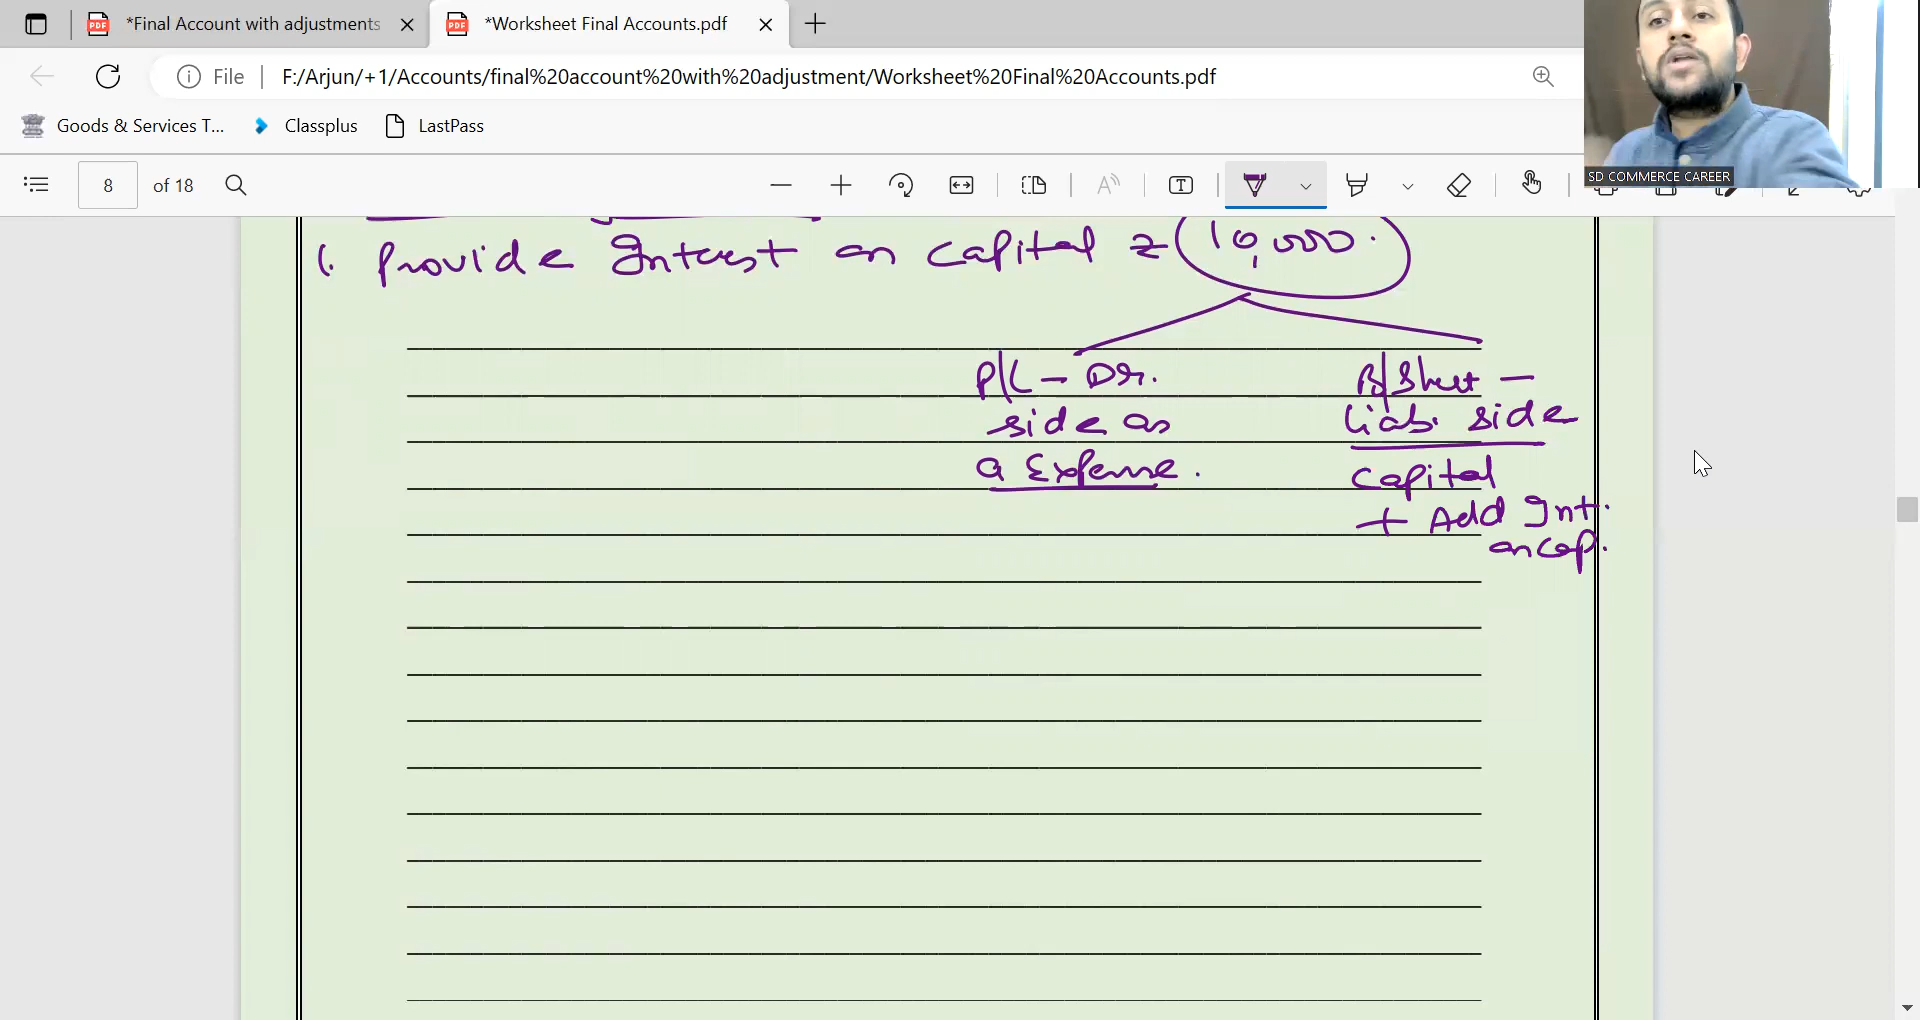 *Final Account with adjustments
*Worksheet Final Accounts.pdf
File
F:/Arjun/+1/Accounts/final%20account%20with%20adjustment/Worksheet%20Final%20Accounts.pdf
Goods & Services T...
Classplus
LastPass
8 of 18
SD COMMERCE CAREER
1. Provide Interest on Capital ₹ 10,000.
P/L - Dr.
side as
a Expense.
B/Sheet -
Liab. side
Capital
+ Add Int.
on cap.